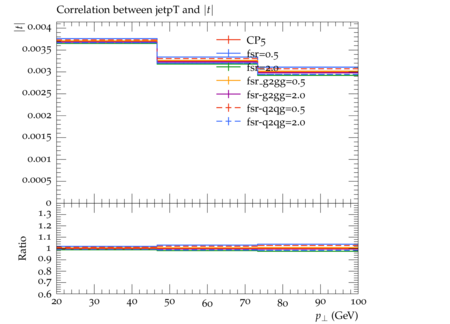 Correlation between jetpT and |t|
|t|
0.004
0.0035
0.003
0.0025
0.002
0.0015
0.001
0.0005
0
CP5
fsr=0.5
fsr=2.0
fsr_g2gg=0.5
fsr-g2gg=2.0
fsr-q2qg=0.5
fsr-q2qg=2.0
Ratio
1.3
1.2
1.1
1
0.9
0.8
0.7
0.6
20 30 40 50 60 70 80 90 100
p⊥ (GeV)